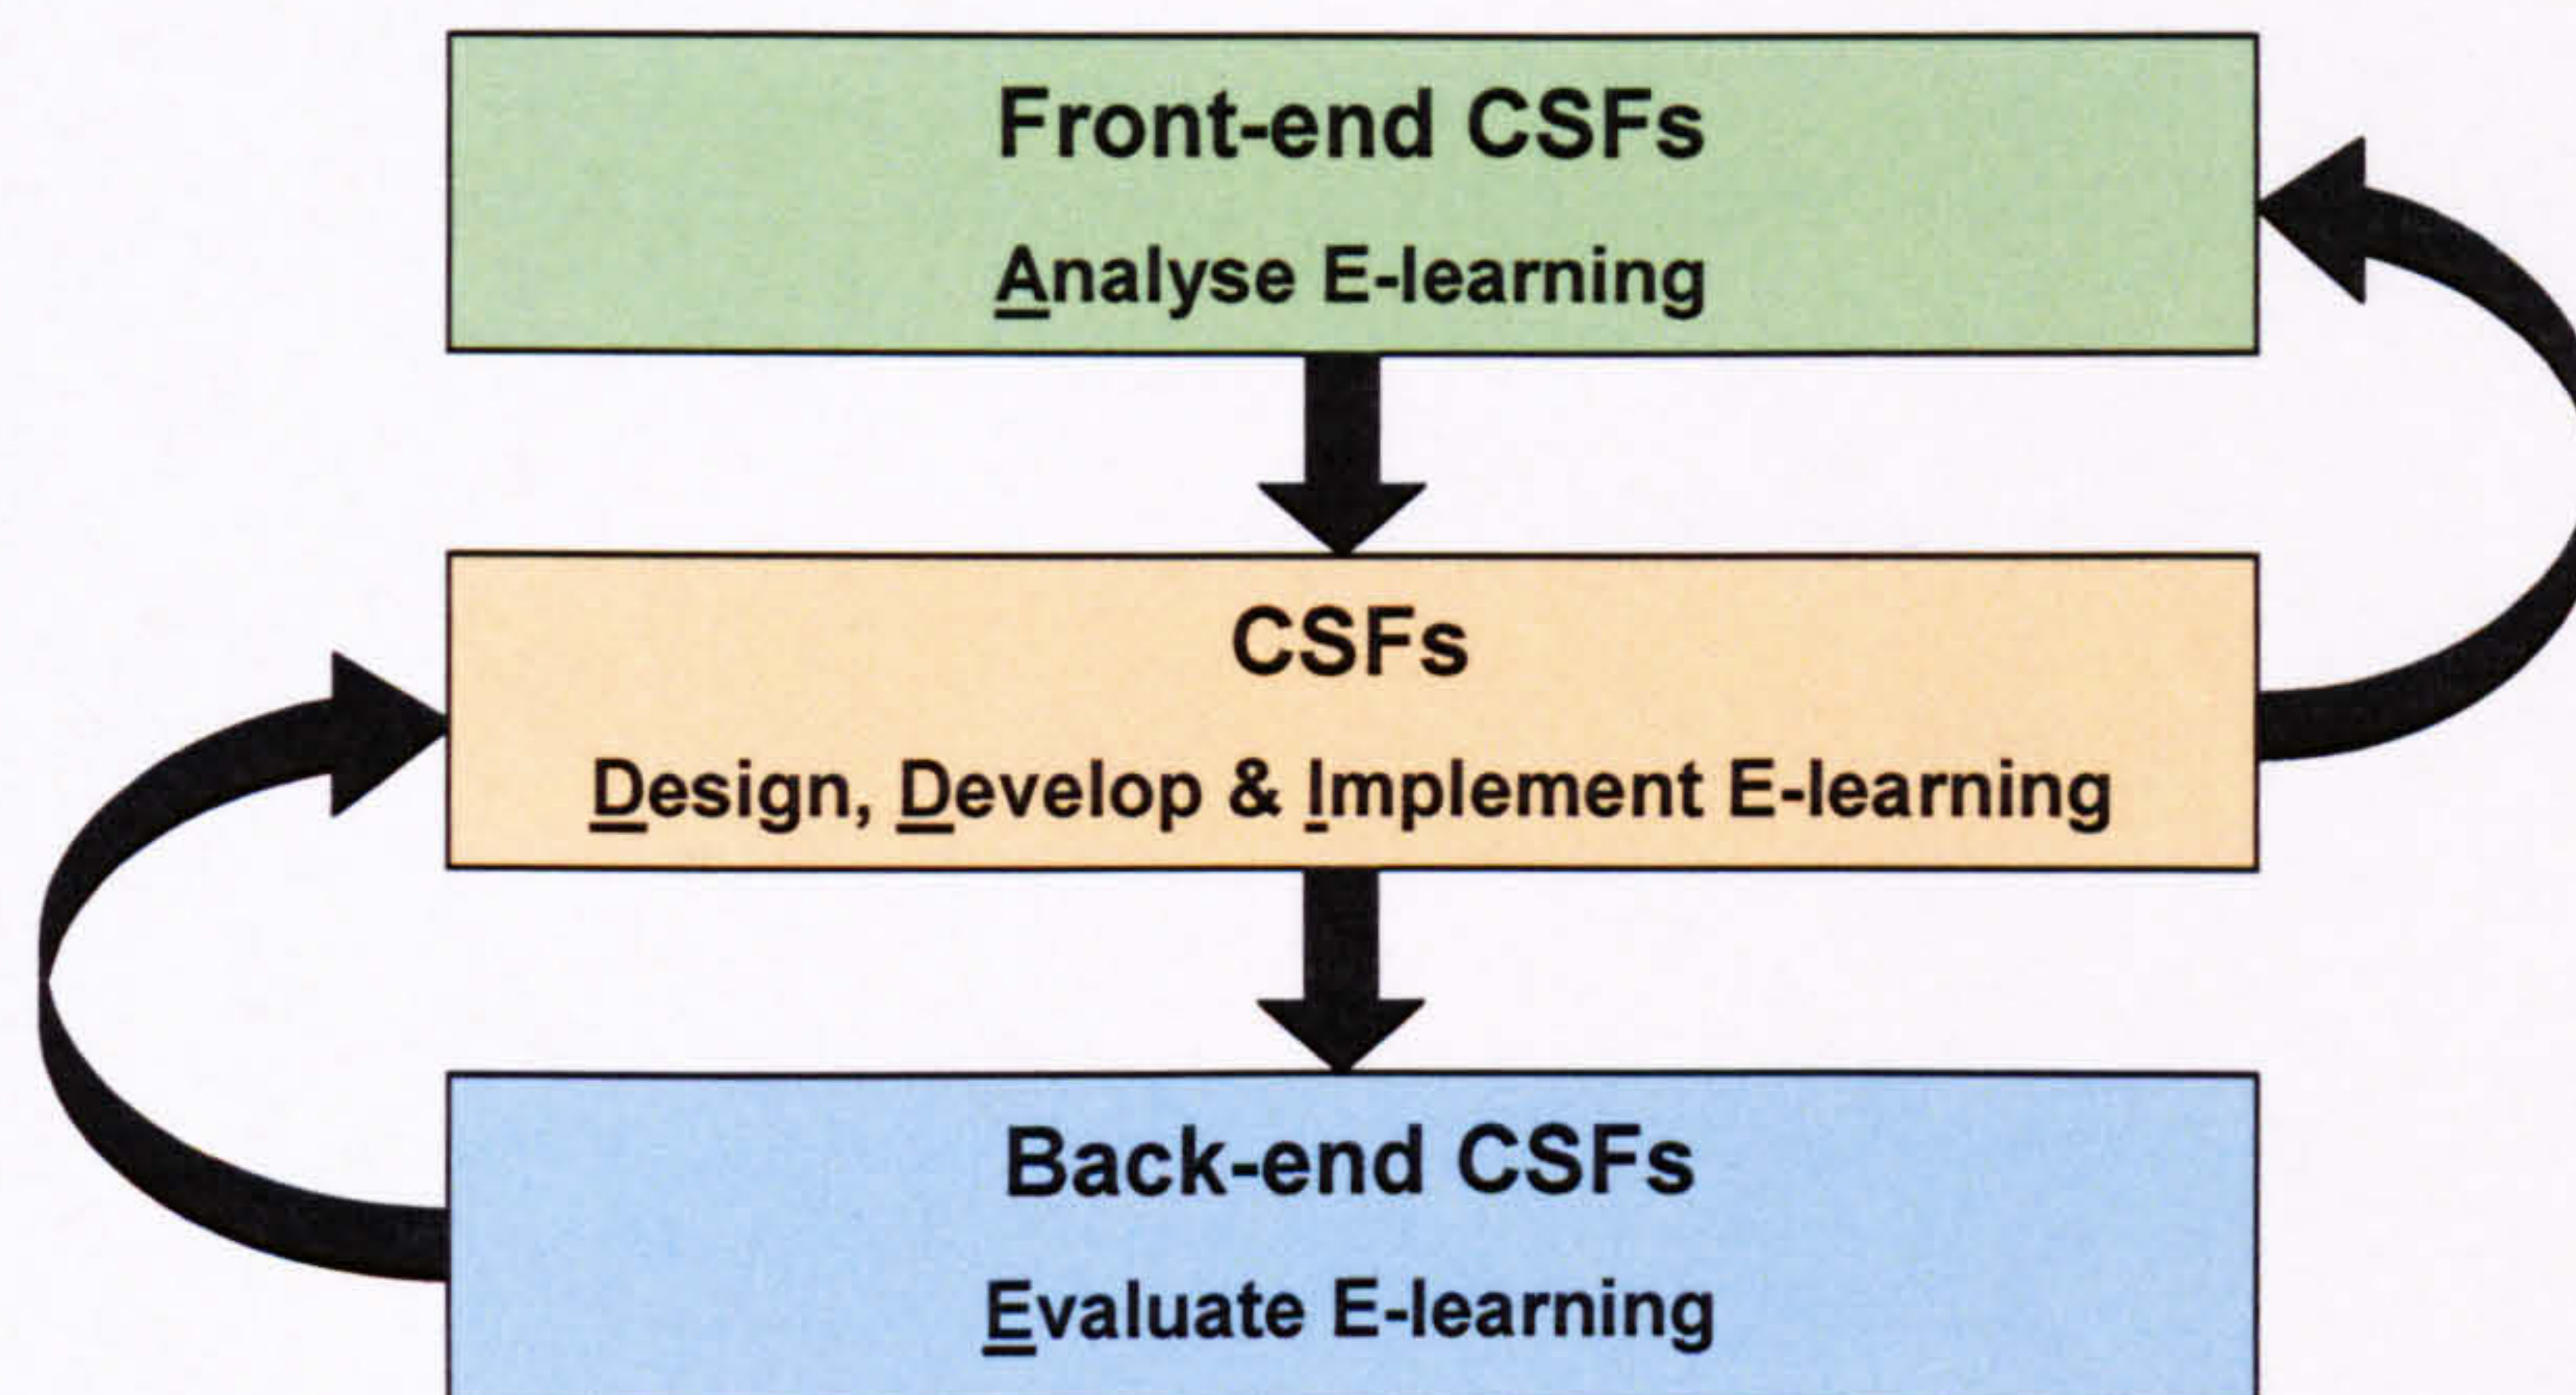 Front-end CSFs
Analyse E-learning
CSFs
Design, Develop & Implement E-learning
Back-end CSFs
Evaluate E-learning